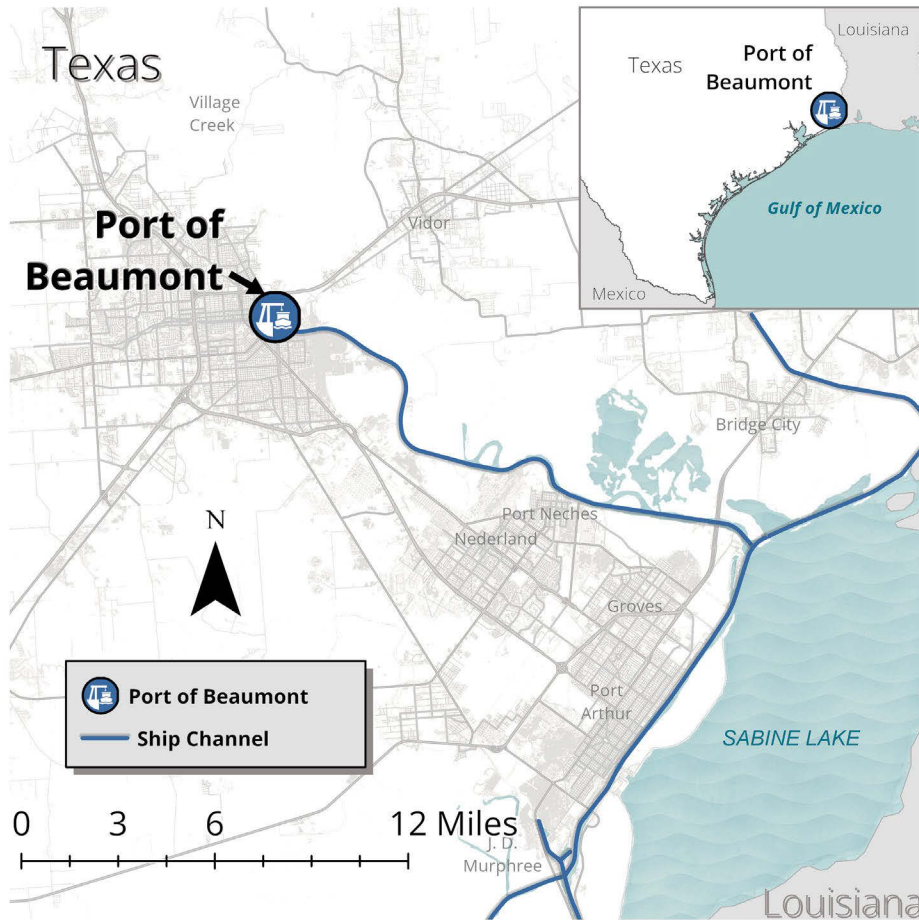 Texas
Village
Creek
Port of
Beaumont
Vidor
Louisiana
Texas
Port of
Beaumont
Gulf of Mexico
Mexico
Bridge City
Port Neches
Nederland
Groves
Port
Arthur
SABINE LAKE
N
Port of Beaumont
Ship Channel
0 3 6 12 Miles
J. D.
Murphree
Louisiana